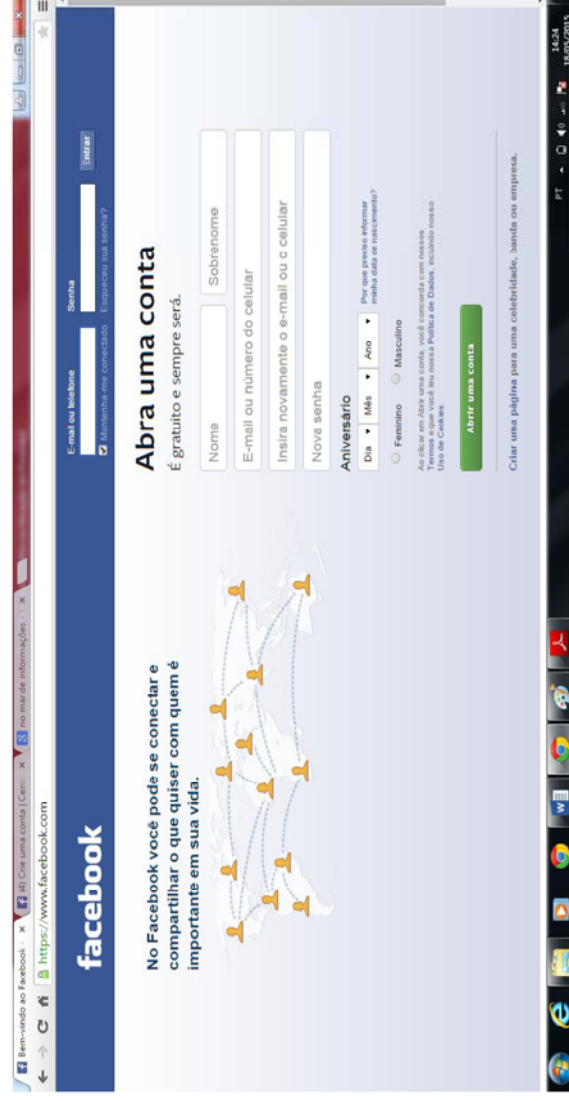 Bem-vindo ao Facebook -
(4) Crie uma conta | Cen
no mar de informações -
https://www.facebook.com
facebook
E-mail ou telefone
Senha
Entrar
Mantenha-me conectado
Esqueceu sua senha?
No Facebook você pode se conectar e
compartilhar o que quiser com quem é
importante em sua vida.
Abra uma conta
É gratuito e sempre será.
Nome
Sobrenome
E-mail ou número do celular
Insira novamente o e-mail ou o celular
Nova senha
Aniversário
Dia
Mês
Ano
Por que preciso informar
minha data de nascimento?
Feminino
Masculino
Ao clicar em Abrir uma conta, você concorda com nossos
Termos e que você leu nossa Política de Dados, incluindo nosso
Uso de Cookies.
Abrir uma conta
Criar uma página para uma celebridade, banda ou empresa.
PT
14:24
18/05/2015